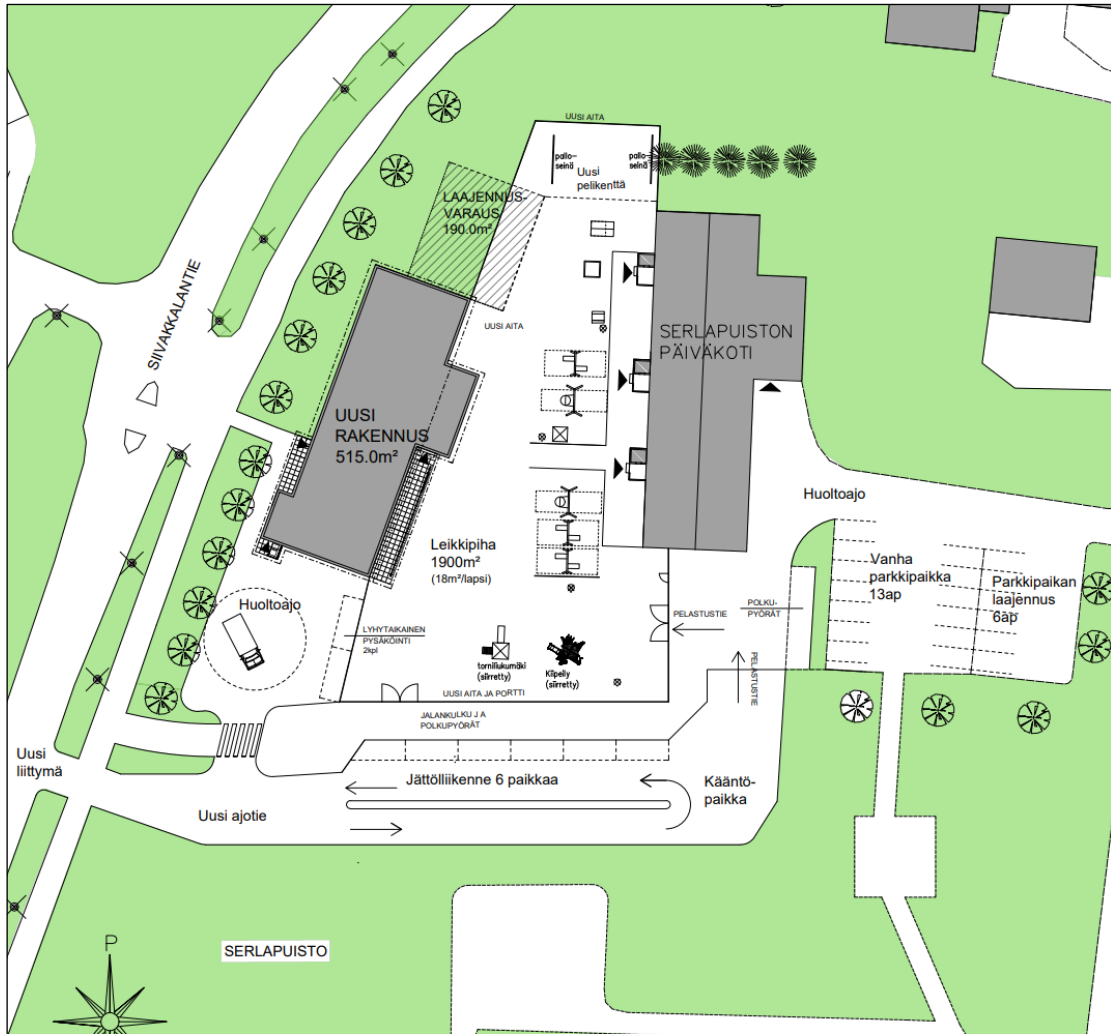 UUSI AITA
pallo-
seinä
pallo-
seinä
Uusi
pelikenttä
LAAJENNUS-
VARAUS
190.0m²
SIIVAKKALANTIE
UUSI AITA
SERLAPUISTON
PÄIVÄKOTI
UUSI
RAKENNUS
515.0m²
Huoltoajo
Leikkipiha
1900m²
(18m²/lapsi)
Vanha
parkkipaikka
13ap
Parkkipaikan
laajennus
6ap
Huoltoajo
LYHYTAIKAINEN
PYSÄKÖINTI
2kpl
PELASTUSTIE
POLKU-
PYÖRÄT
PELASTUSTIE
torniliukumäki
(siirretty)
Kiipeily
(siirretty)
UUSI AITA JA PORTTI
JALANKULKU JA
POLKUPYÖRÄT
Uusi
liittymä
Jättölliikenne 6 paikkaa
Kääntö-
paikka
Uusi ajotie
SERLAPUISTO
P